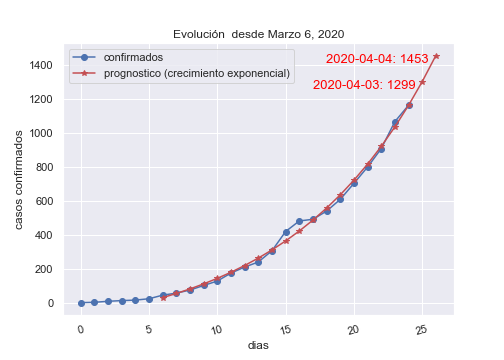 Evolución desde Marzo 6, 2020
confirmados
prognostico (crecimiento exponencial)
2020-04-04: 1453
2020-04-03: 1299
1400
1200
1000
800
600
400
200
0
casos confirmados
0 5 10 15 20 25
dias